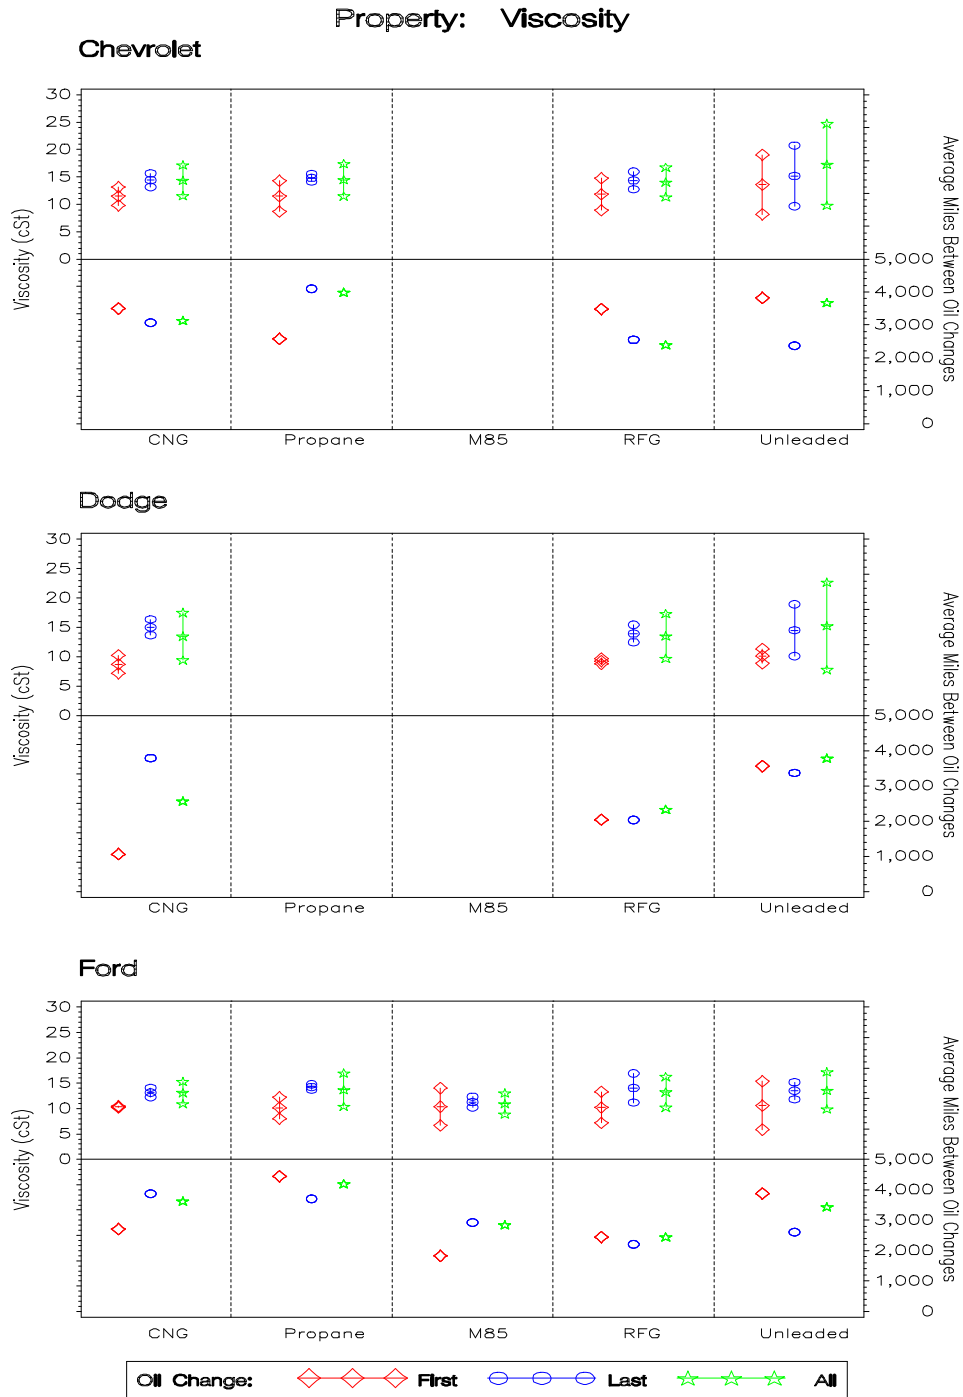 Property: Viscosity
Chevrolet
30
25
20
15
10
5
0
Viscosity (cSt)
5,000
4,000
3,000
2,000
1,000
0
Average Miles Between Oil Changes
CNG Propane M85 RFG Unleaded
Dodge
30
25
20
15
10
5
0
Viscosity (cSt)
5,000
4,000
3,000
2,000
1,000
0
Average Miles Between Oil Changes
CNG Propane M85 RFG Unleaded
Ford
30
25
20
15
10
5
0
Viscosity (cSt)
5,000
4,000
3,000
2,000
1,000
0
Average Miles Between Oil Changes
CNG Propane M85 RFG Unleaded
Oil Change: First Last All